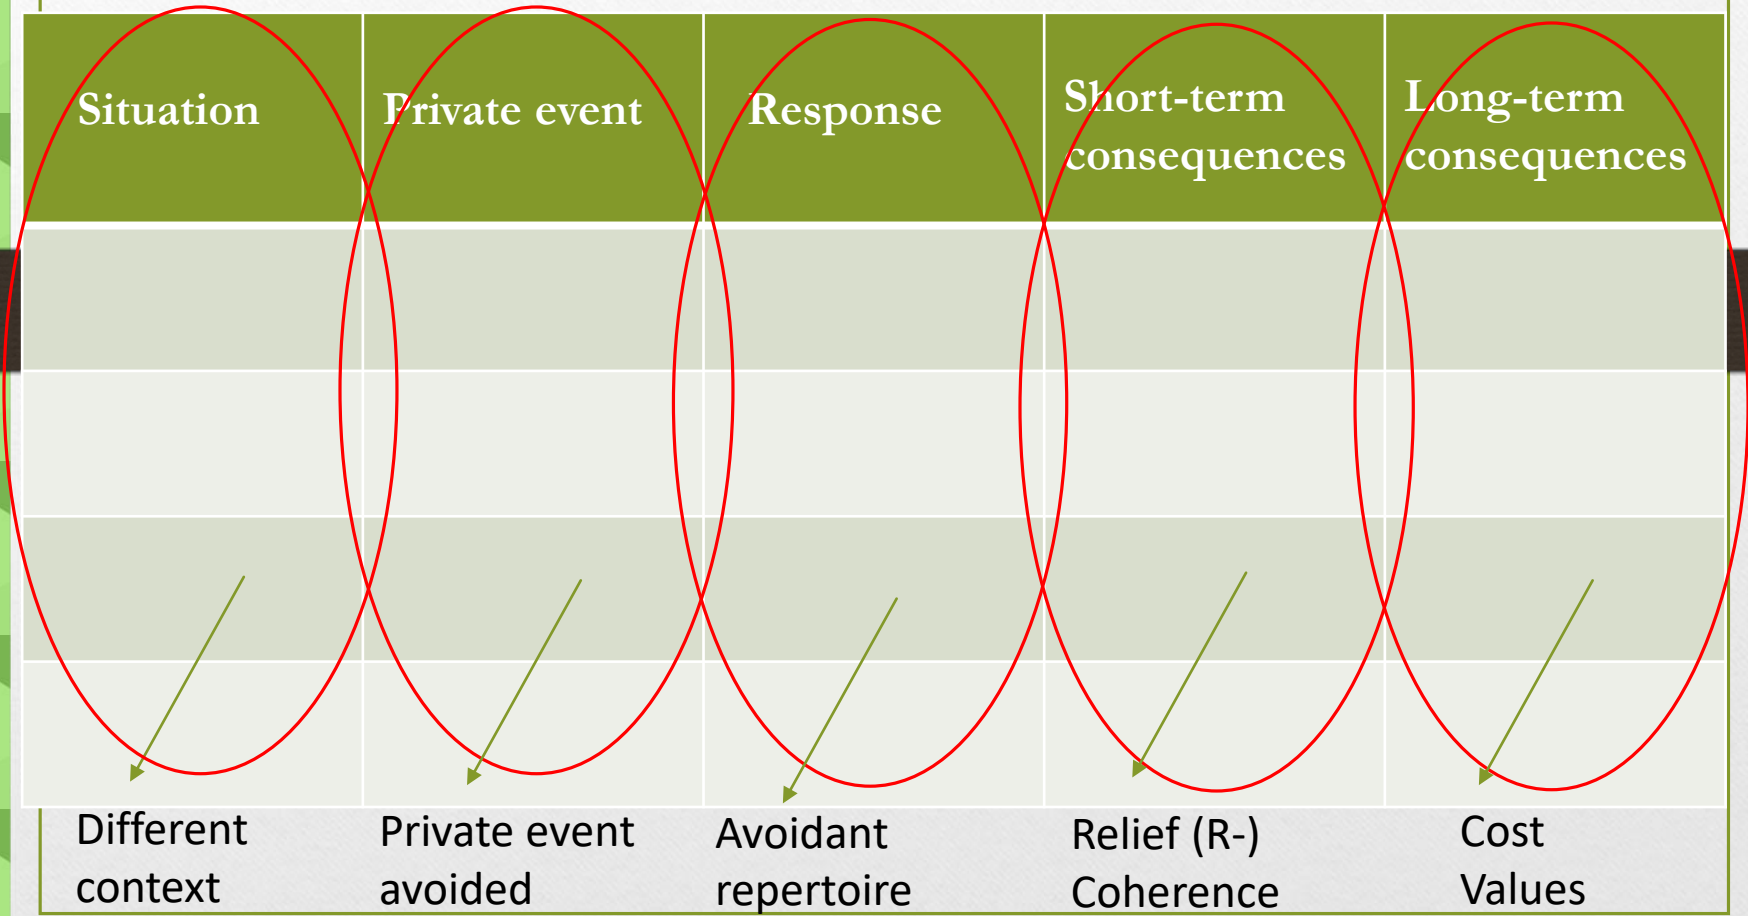 Situation
Private event
Response
Short-term
consequences
Long-term
consequences
Different
context
Private event
avoided
Avoidant
repertoire
Relief (R-)
Coherence
Cost
Values